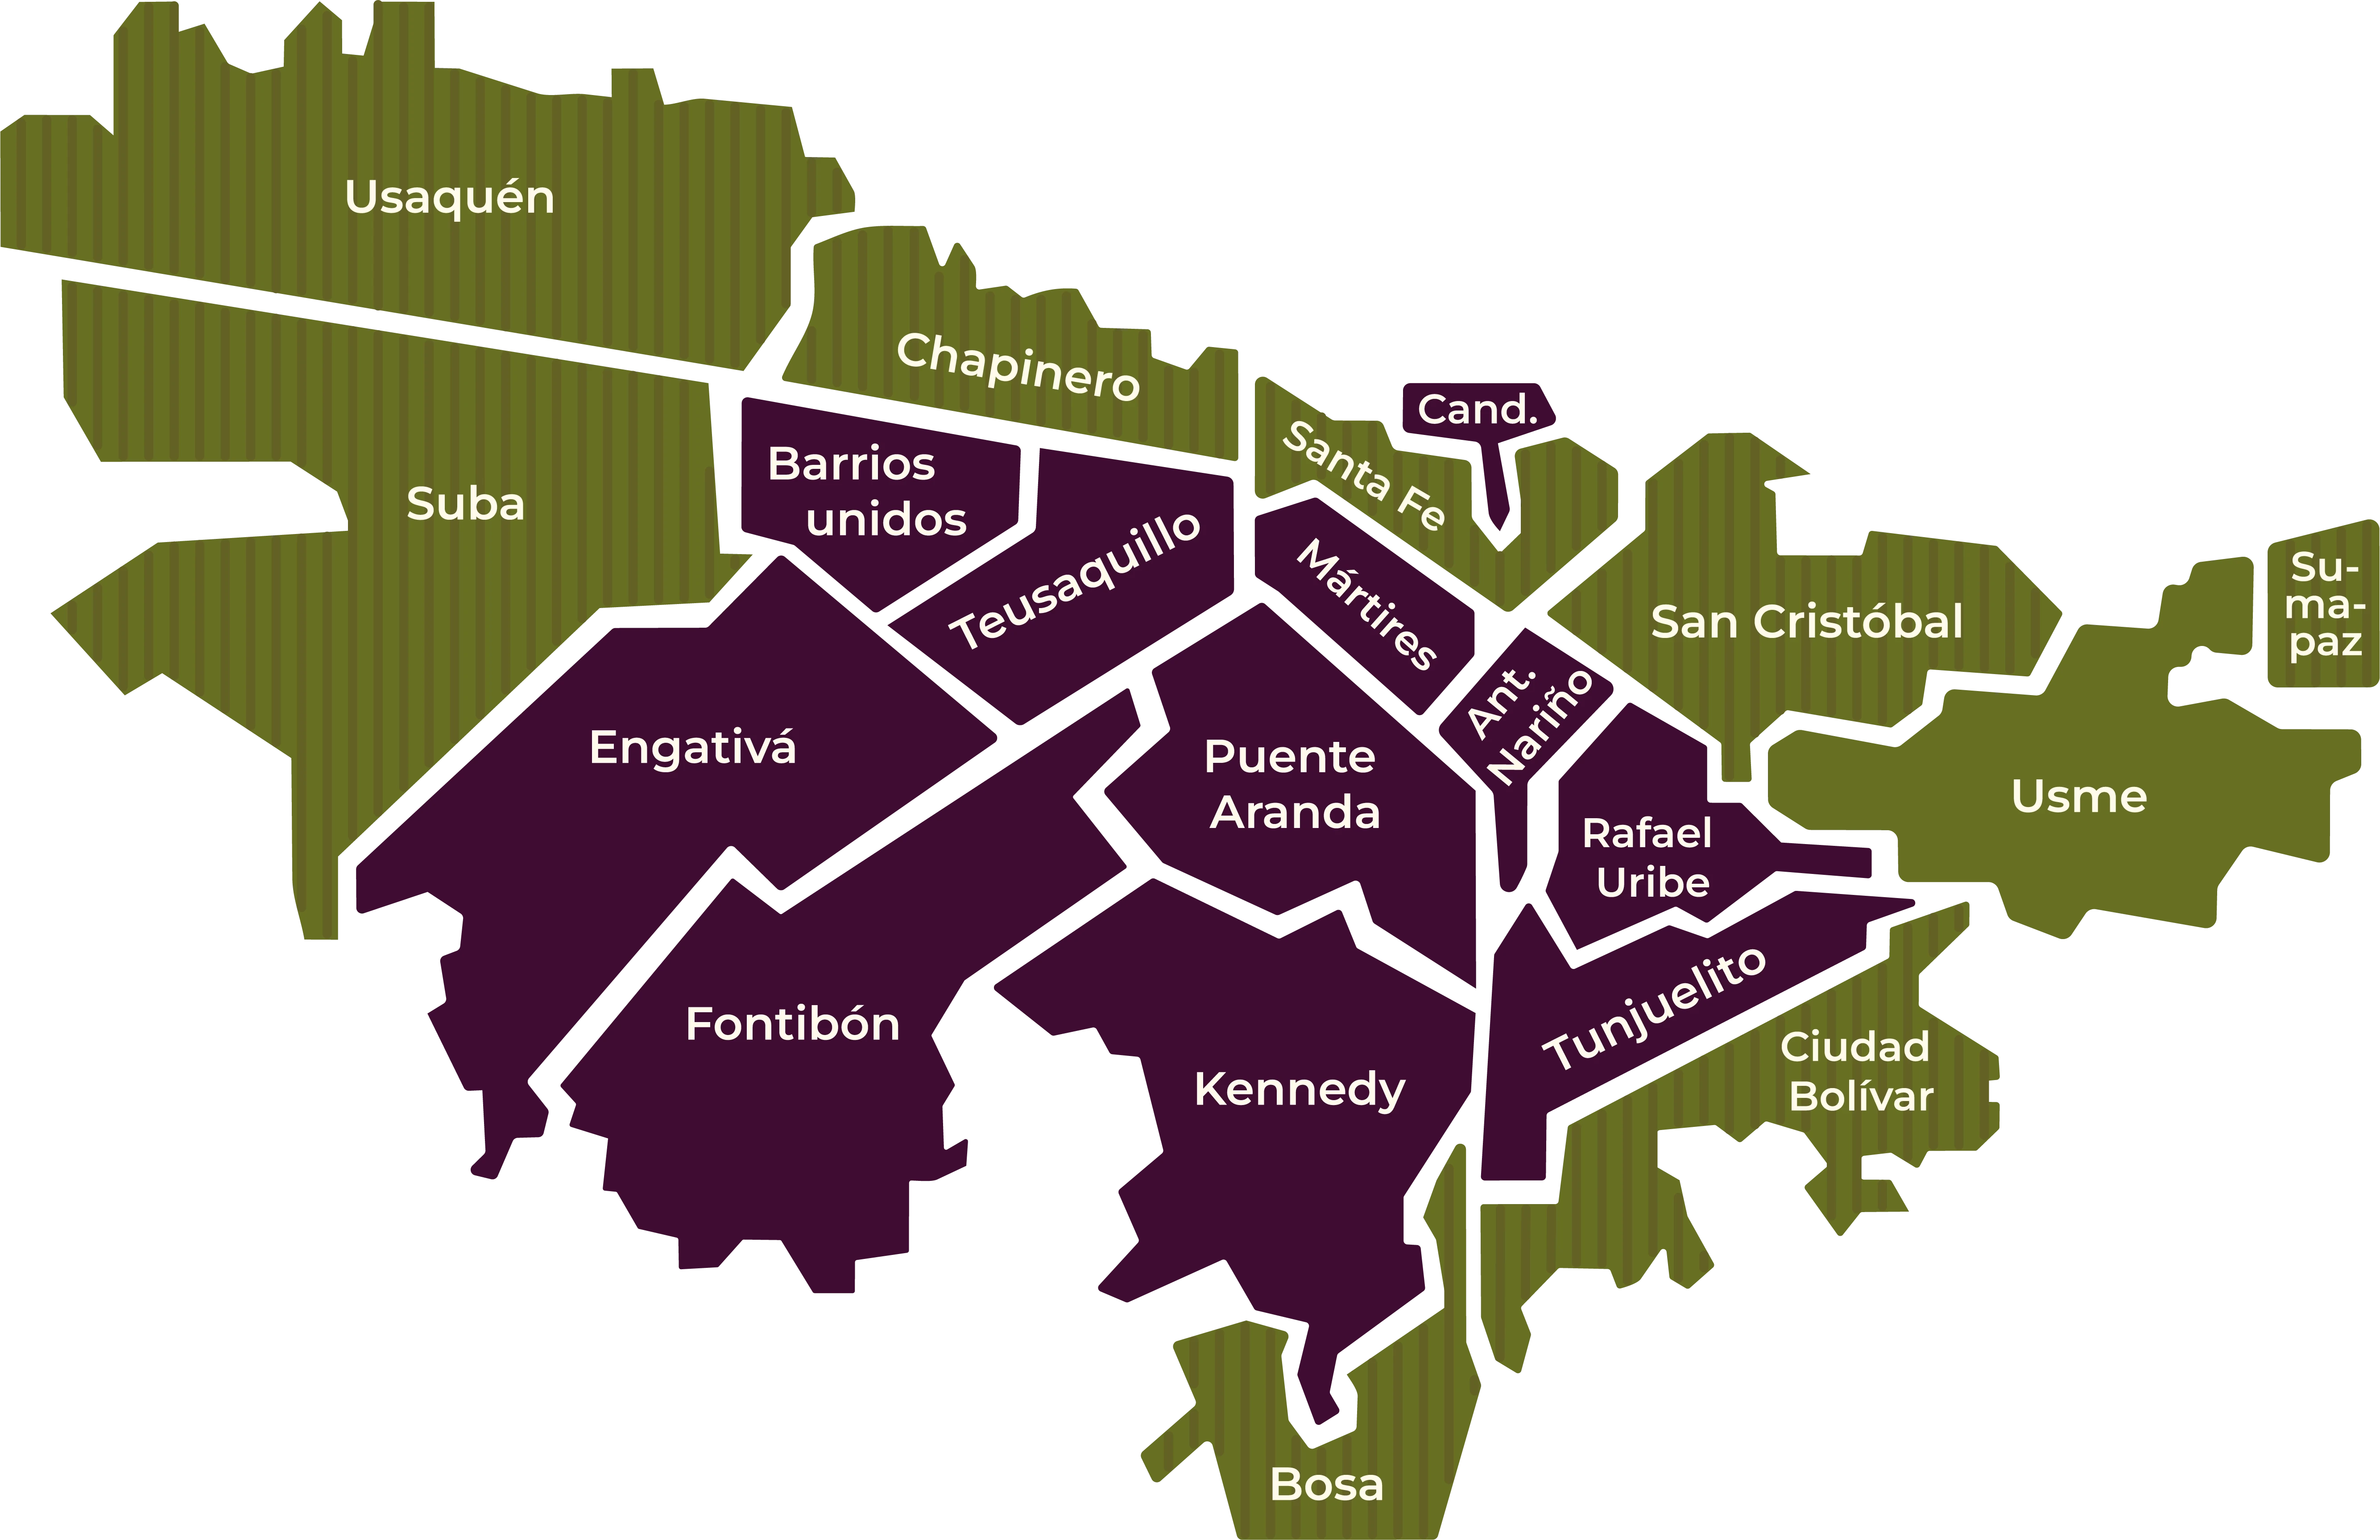 Usaquén
Chapinero
Cand.
Santa Fe
Barrios
unidos
Suba
Teusaquillo
Màrtires
San Cristóbal
Su-
ma-
paz
Ant.
Nariño
Engativá
Puente
Aranda
Usme
Rafael
Uribe
Tunjuelito
Fontibón
Ciudad
Bolívar
Kennedy
Bosa